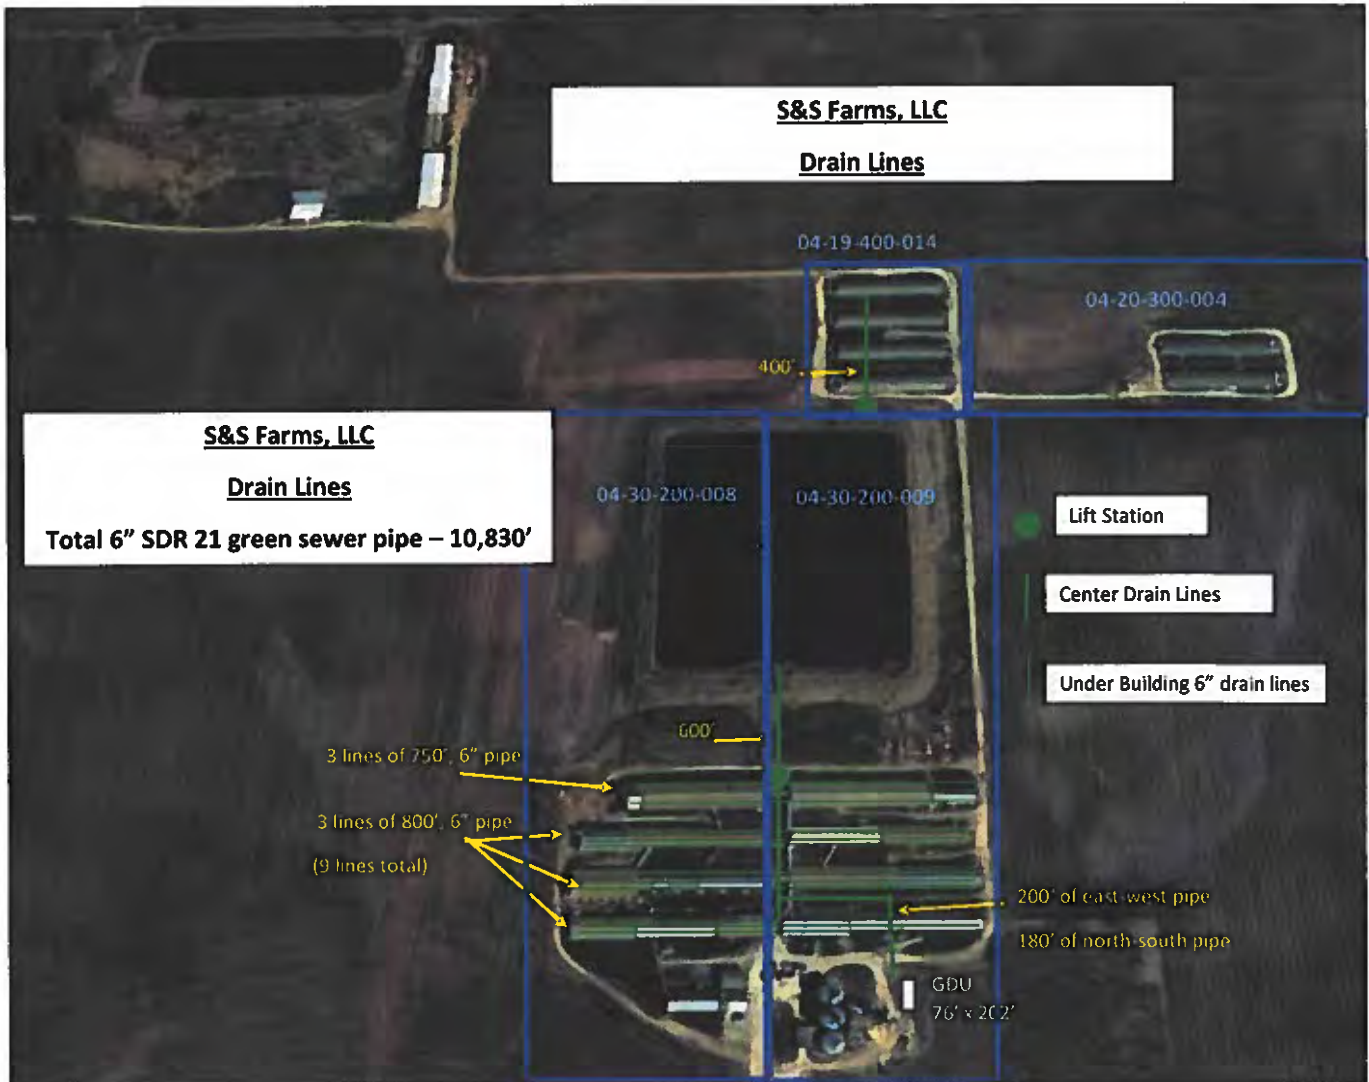 S&S Farms, LLC
Drain Lines
04-19-400-014
04-20-300-004
400'
S&S Farms, LLC
Drain Lines
Total 6" SDR 21 green sewer pipe – 10,830'
04-30-200-008
04-30-200-009
Lift Station
Center Drain Lines
Under Building 6" drain lines
600'
3 lines of 750', 6" pipe
3 lines of 800', 6" pipe
(9 lines total)
200' of east-west pipe
180' of north-south pipe
GDU
76' x 202'